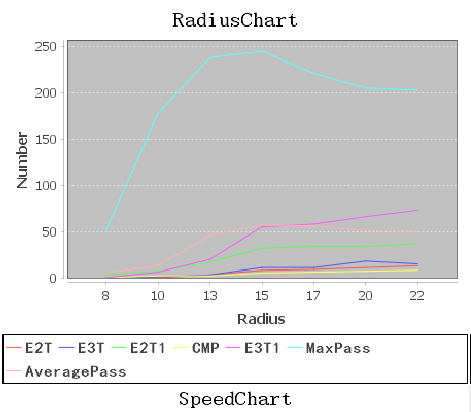 RadiusChart
250
200
150
100
50
0
Number
8 10 13 15 17 20 22
Radius
E2T E3T E2T1 CMP E3T1 MaxPass
AveragePass
SpeedChart